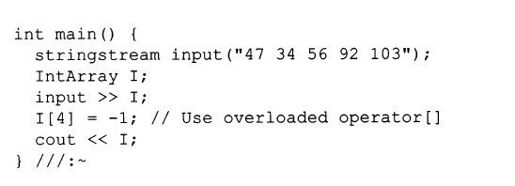 int main() {
  stringstream input("47 34 56 92 103");
  IntArray I;
  input >> I;
  I[4] = -1; // Use overloaded operator[]
  cout << I;
} ///:~